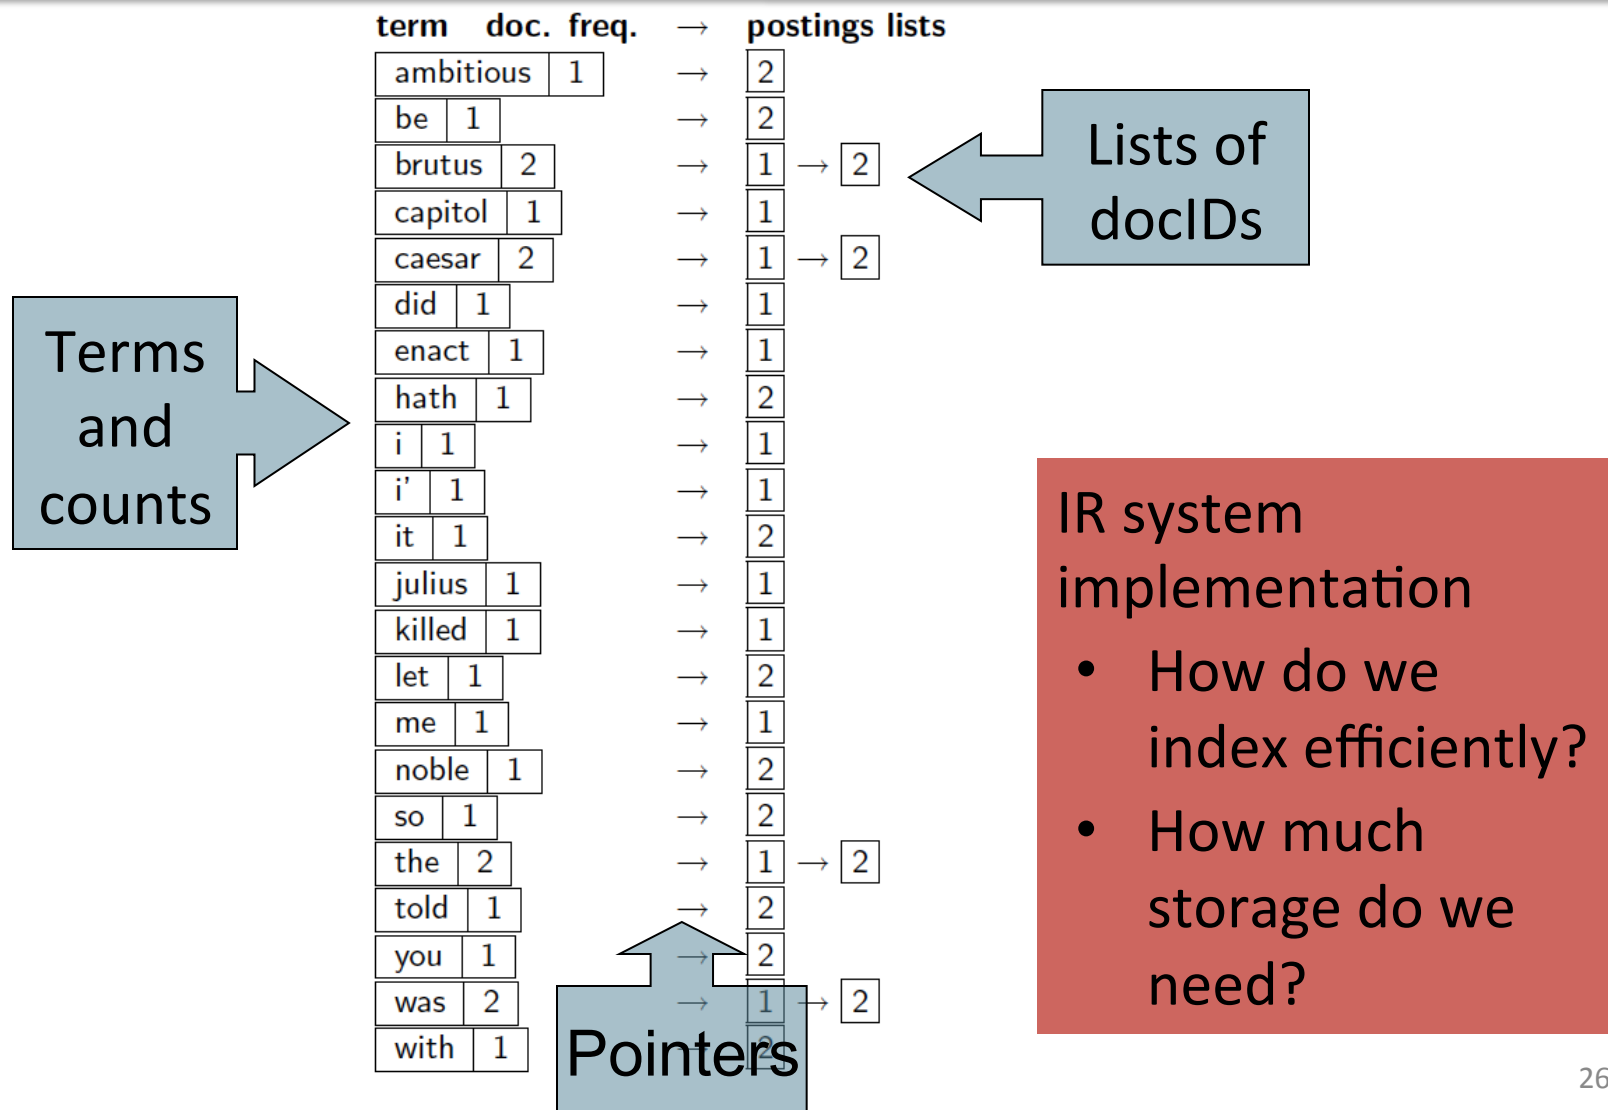 term doc. freq. → postings lists
ambitious 1 → 2
be 1 → 2
brutus 2 → 1 → 2
capitol 1 → 1
caesar 2 → 1 → 2
did 1 → 1
enact 1 → 1
hath 1 → 2
i 1 → 1
i' 1 → 1
it 1 → 2
julius 1 → 1
killed 1 → 1
let 1 → 2
me 1 → 1
noble 1 → 2
so 1 → 2
the 2 → 1 → 2
told 1 → 2
you 1 → 2
was 2 → 1 → 2
with 1 → 2
Lists of
docIDs
Terms
and
counts
Pointers
IR system
implementation
• How do we
index efficiently?
• How much
storage do we
need?
26